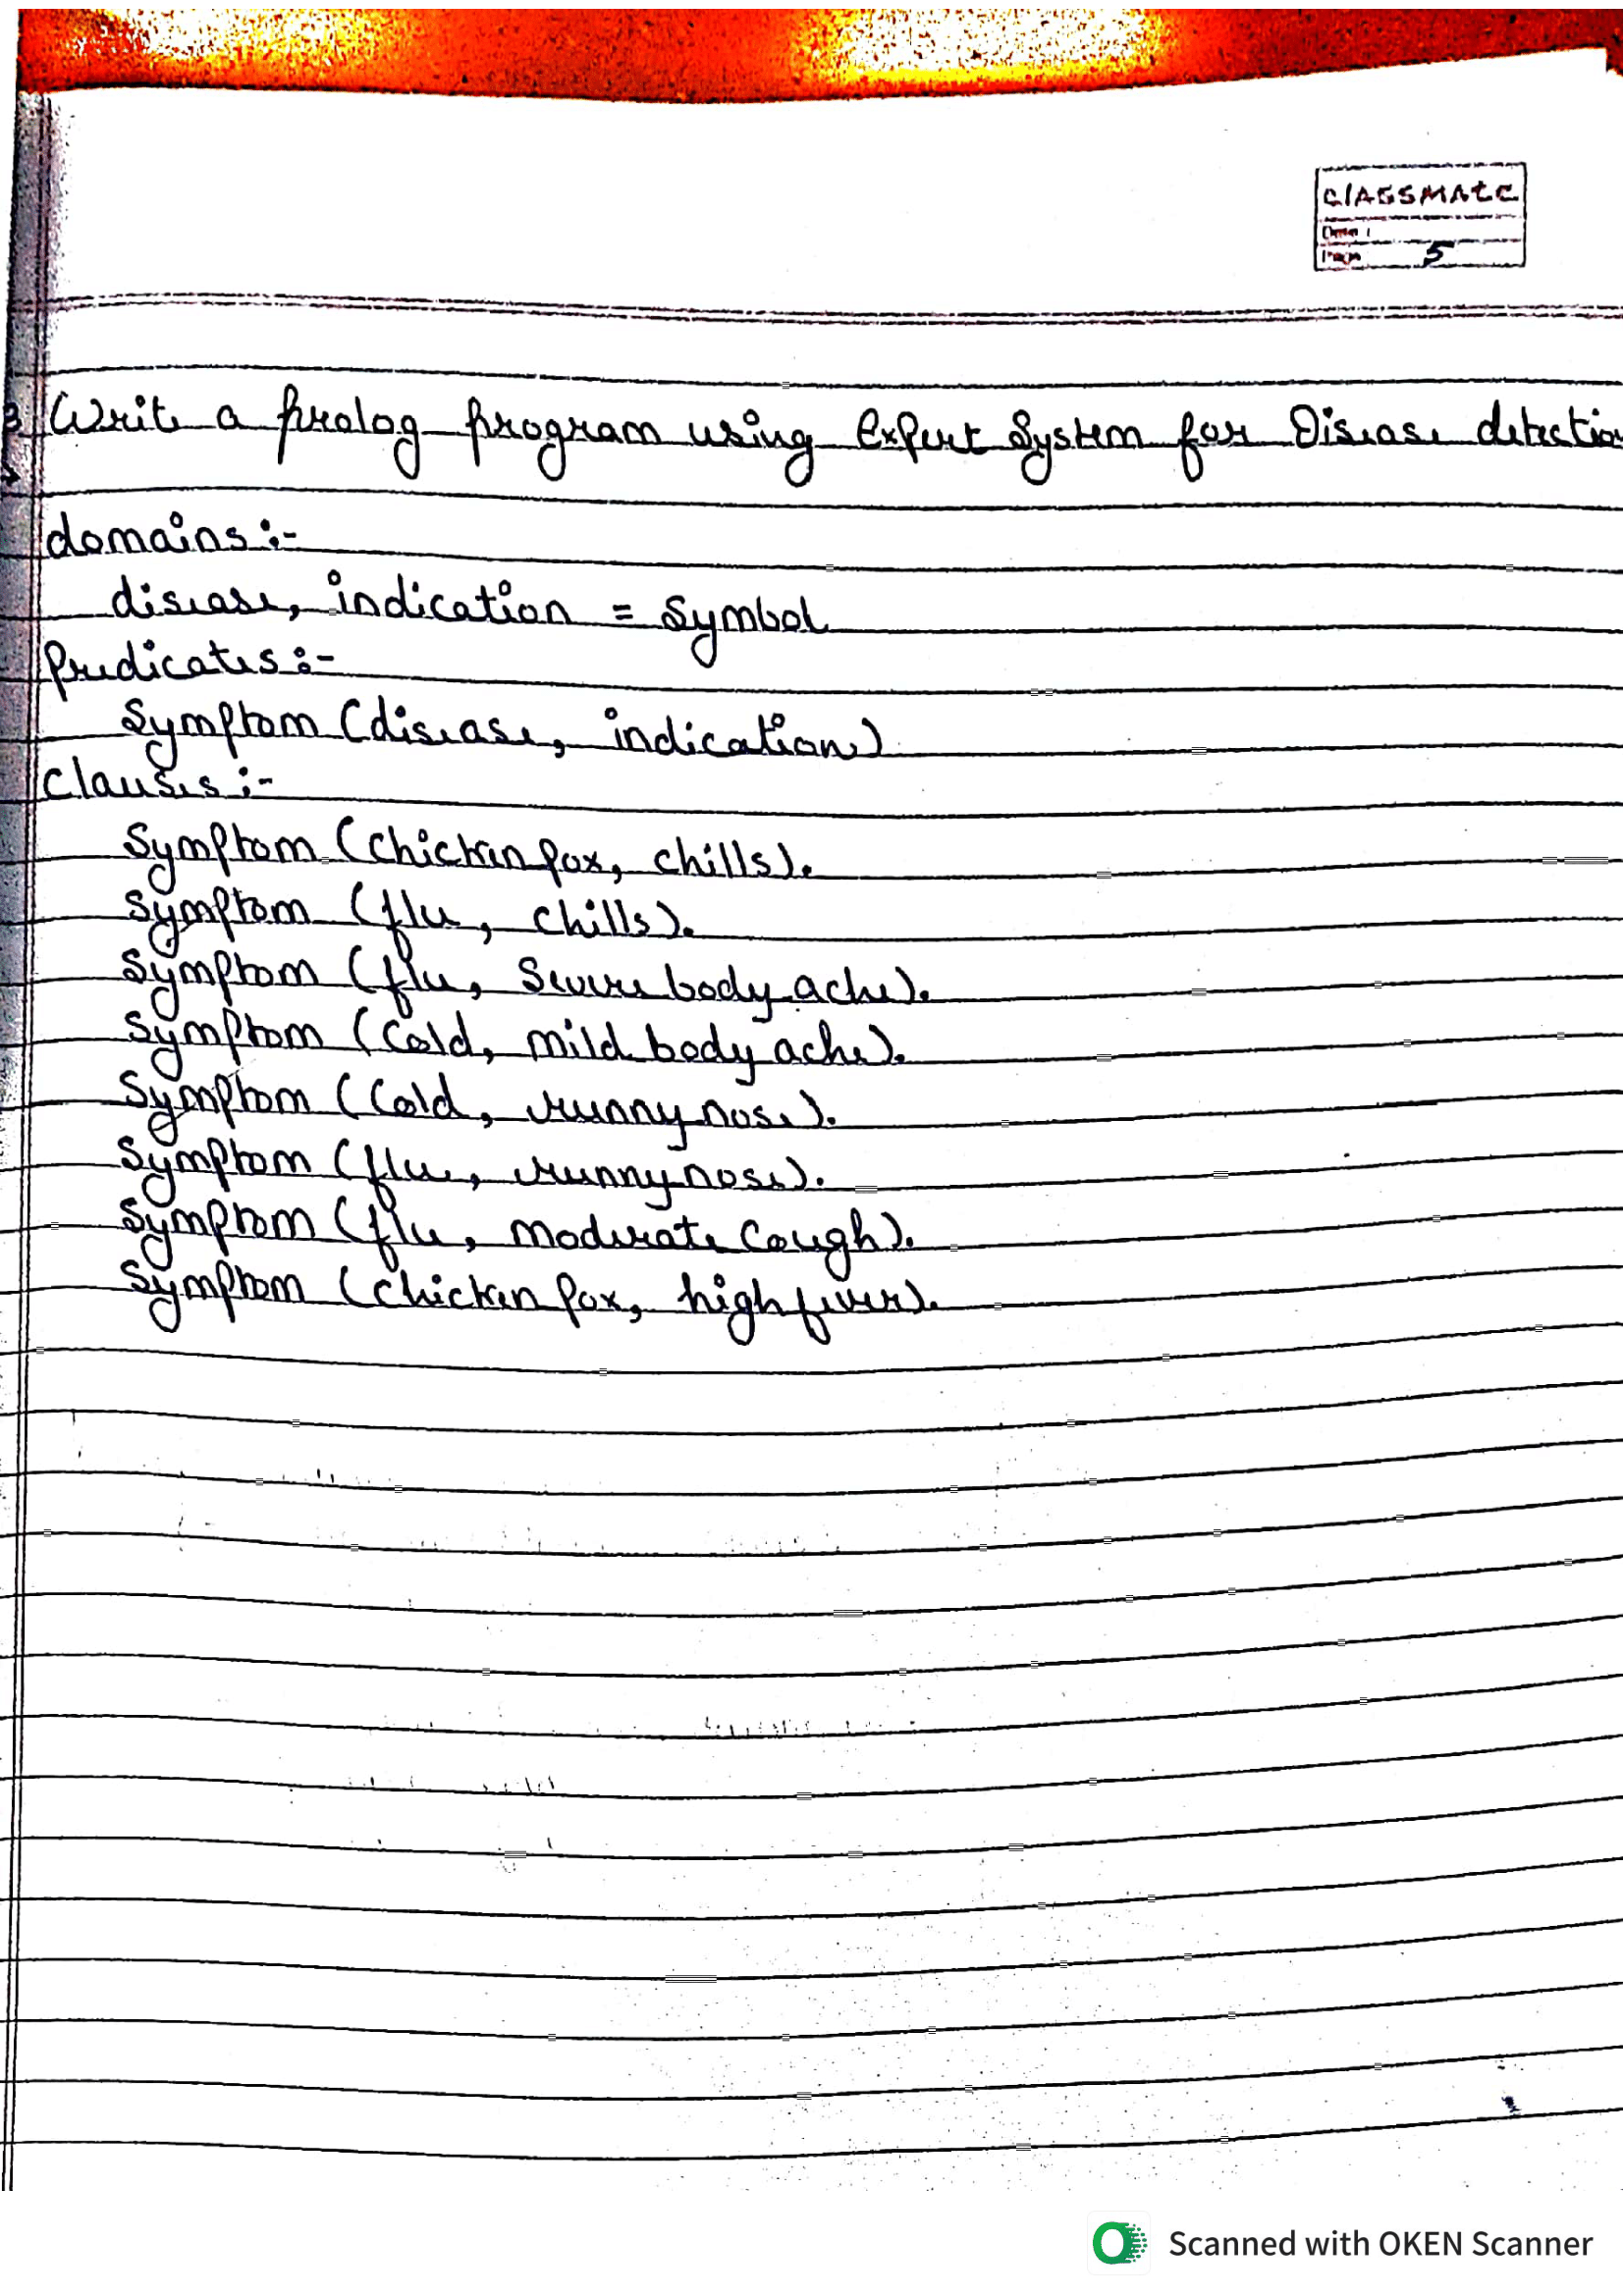 classmate
Date :
Page 5
3 Write a prolog program using Expert System for Disease detection
→
domains :-
disease, indication = Symbol
Predicates :-
Symptom (disease, indication)
Clauses :-
Symptom (Chicken pox, chills).
Symptom (flu, Chills).
Symptom (flu, Severe body ache).
Symptom (Cold, mild body ache).
Symptom (Cold, runny nose).
Symptom (flu, runny nose).
Symptom (flu, Moderate Cough).
Symptom (Chicken pox, high fever).
Scanned with OKEN Scanner